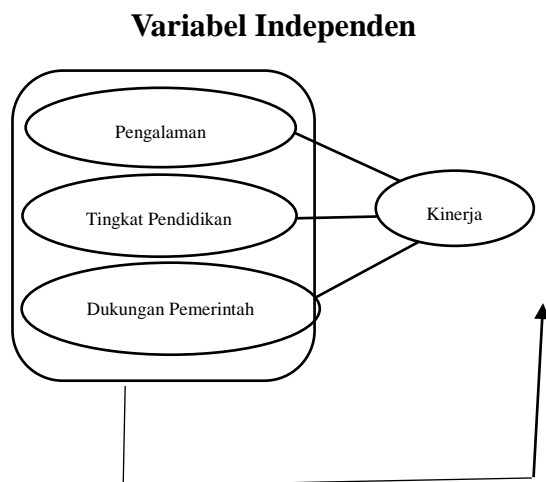 Variabel Independen
Pengalaman
Tingkat Pendidikan
Kinerja
Dukungan Pemerintah